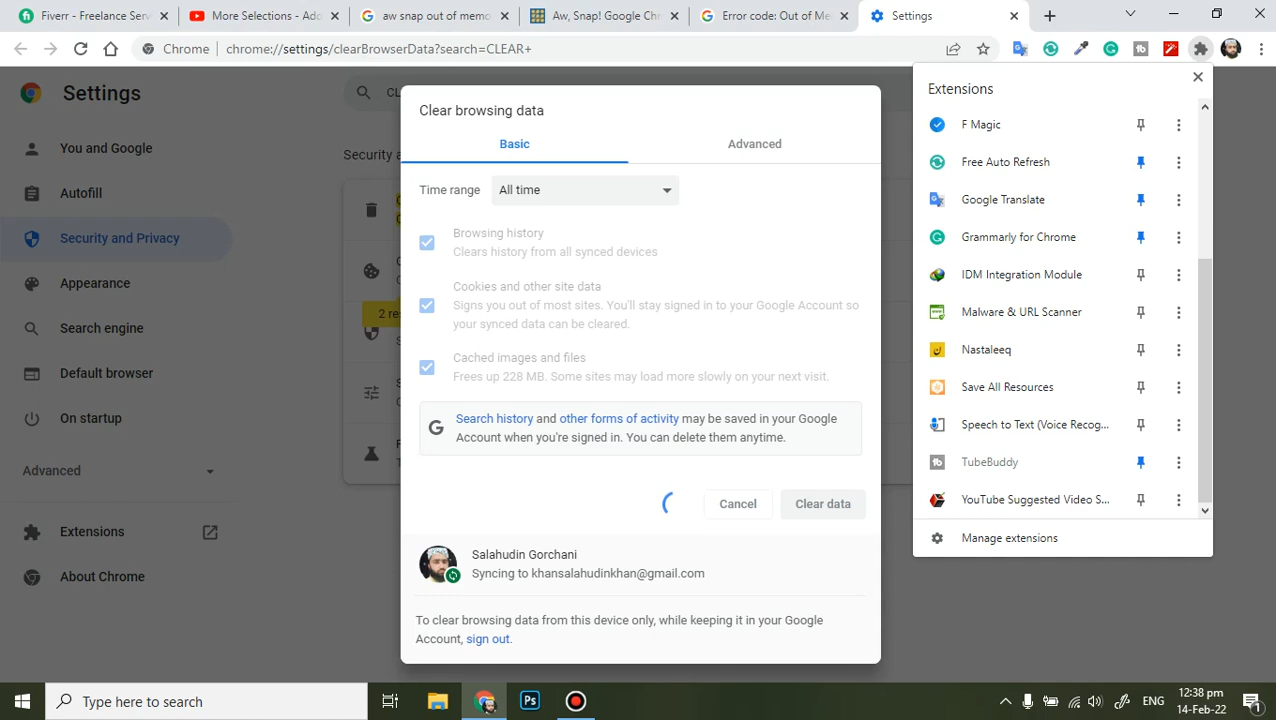 Fiverr - Freelance Serv
More Selections - Ado
aw snap out of memo
Aw, Snap! Google Chr
Error code: Out of Me
Settings
Chrome
chrome://settings/clearBrowserData?search=CLEAR+
Settings
You and Google
Autofill
Security and Privacy
Appearance
Search engine
Default browser
On startup
Advanced
Extensions
About Chrome
CL
Security a
2 res
Clear browsing data
Basic
Advanced
Time range
All time
Browsing history
Clears history from all synced devices
Cookies and other site data
Signs you out of most sites. You'll stay signed in to your Google Account so
your synced data can be cleared.
Cached images and files
Frees up 228 MB. Some sites may load more slowly on your next visit.
Search history and other forms of activity may be saved in your Google
Account when you're signed in. You can delete them anytime.
Cancel
Clear data
Salahudin Gorchani
Syncing to khansalahudinkhan@gmail.com
To clear browsing data from this device only, while keeping it in your Google
Account, sign out.
Extensions
F Magic
Free Auto Refresh
Google Translate
Grammarly for Chrome
IDM Integration Module
Malware & URL Scanner
Nastaleeq
Save All Resources
Speech to Text (Voice Recog...
TubeBuddy
YouTube Suggested Video S...
Manage extensions
Type here to search
Ps
ENG
12:38 pm
14-Feb-22
1